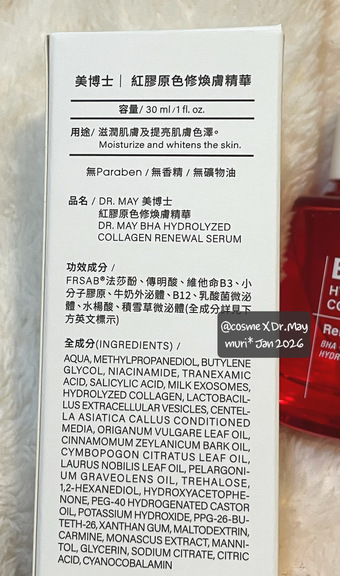 美博士｜紅膠原色修煥膚精華
容量/ 30 ml /1 fl. oz.
用途/ 滋潤肌膚及提亮肌膚色澤。
Moisturize and whitens the skin.
無Paraben / 無香精 / 無礦物油
品名 / DR. MAY 美博士
紅膠原色修煥膚精華
DR. MAY BHA HYDROLYZED
COLLAGEN RENEWAL SERUM
功效成分 /
FRSAB®法莎酚、傳明酸、維他命B3、小
分子膠原、牛奶外泌體、B12、乳酸菌微泌
體、水楊酸、積雪草微泌體(全成分詳見下
方英文標示)
@cosme X Dr.May
muri* Jan 2026
全成分(INGREDIENTS) /
AQUA, METHYLPROPANEDIOL, BUTYLENE
GLYCOL, NIACINAMIDE, TRANEXAMIC
ACID, SALICYLIC ACID, MILK EXOSOMES,
HYDROLYZED COLLAGEN, LACTOBACIL-
LUS EXTRACELLULAR VESICLES, CENTEL-
LA ASIATICA CALLUS CONDITIONED
MEDIA, ORIGANUM VULGARE LEAF OIL,
CINNAMOMUM ZEYLANICUM BARK OIL,
CYMBOPOGON CITRATUS LEAF OIL,
LAURUS NOBILIS LEAF OIL, PELARGONI-
UM GRAVEOLENS OIL, TREHALOSE,
1,2-HEXANEDIOL, HYDROXYACETOPHE-
NONE, PEG-40 HYDROGENATED CASTOR
OIL, POTASSIUM HYDROXIDE, PPG-26-BU-
TETH-26, XANTHAN GUM, MALTODEXTRIN,
CARMINE, MONASCUS EXTRACT, MANNI-
TOL, GLYCERIN, SODIUM CITRATE, CITRIC
ACID, CYANOCOBALAMIN
BHA